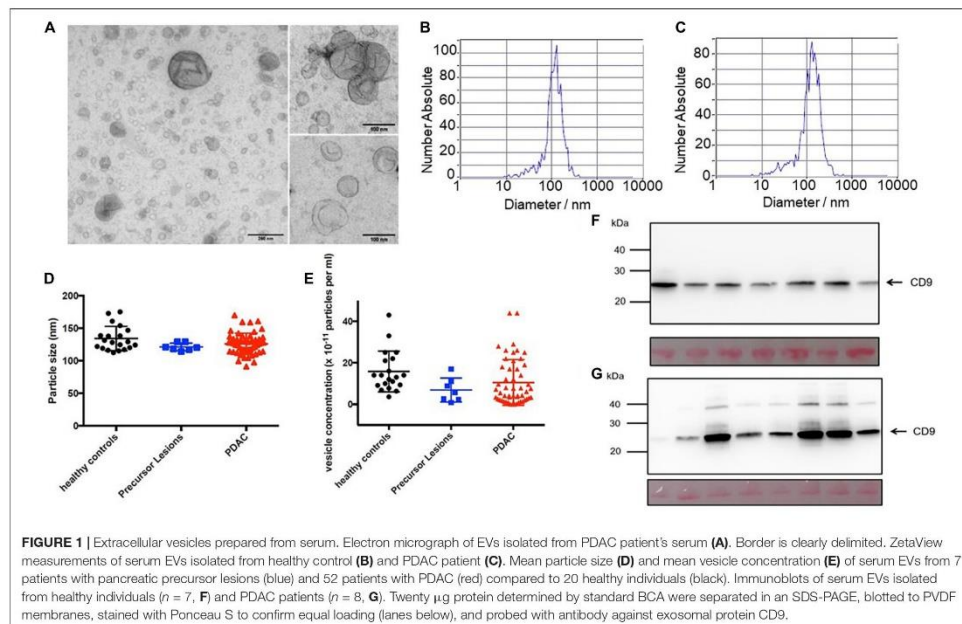 A
200 nm
100 nm
100 nm
B
Number Absolute
100
80
60
40
20
0
1 10 100 1000 10000
Diameter / nm
C
Number Absolute
80
60
40
20
0
1 10 100 1000 10000
Diameter / nm
D
Particle size (nm)
200
150
100
50
0
healthy controls
Precursor Lesions
PDAC
E
vesicle concentration (x 10-11 particles per ml)
40
20
0
healthy controls
Precursor Lesions
PDAC
F
kDa
40
30
20
CD9
G
kDa
40
30
20
CD9
FIGURE 1 | Extracellular vesicles prepared from serum. Electron micrograph of EVs isolated from PDAC patient's serum (A). Border is clearly delimited. ZetaView
measurements of serum EVs isolated from healthy control (B) and PDAC patient (C). Mean particle size (D) and mean vesicle concentration (E) of serum EVs from 7
patients with pancreatic precursor lesions (blue) and 52 patients with PDAC (red) compared to 20 healthy individuals (black). Immunoblots of serum EVs isolated
from healthy individuals (n = 7, F) and PDAC patients (n = 8, G). Twenty μg protein determined by standard BCA were separated in an SDS-PAGE, blotted to PVDF
membranes, stained with Ponceau S to confirm equal loading (lanes below), and probed with antibody against exosomal protein CD9.